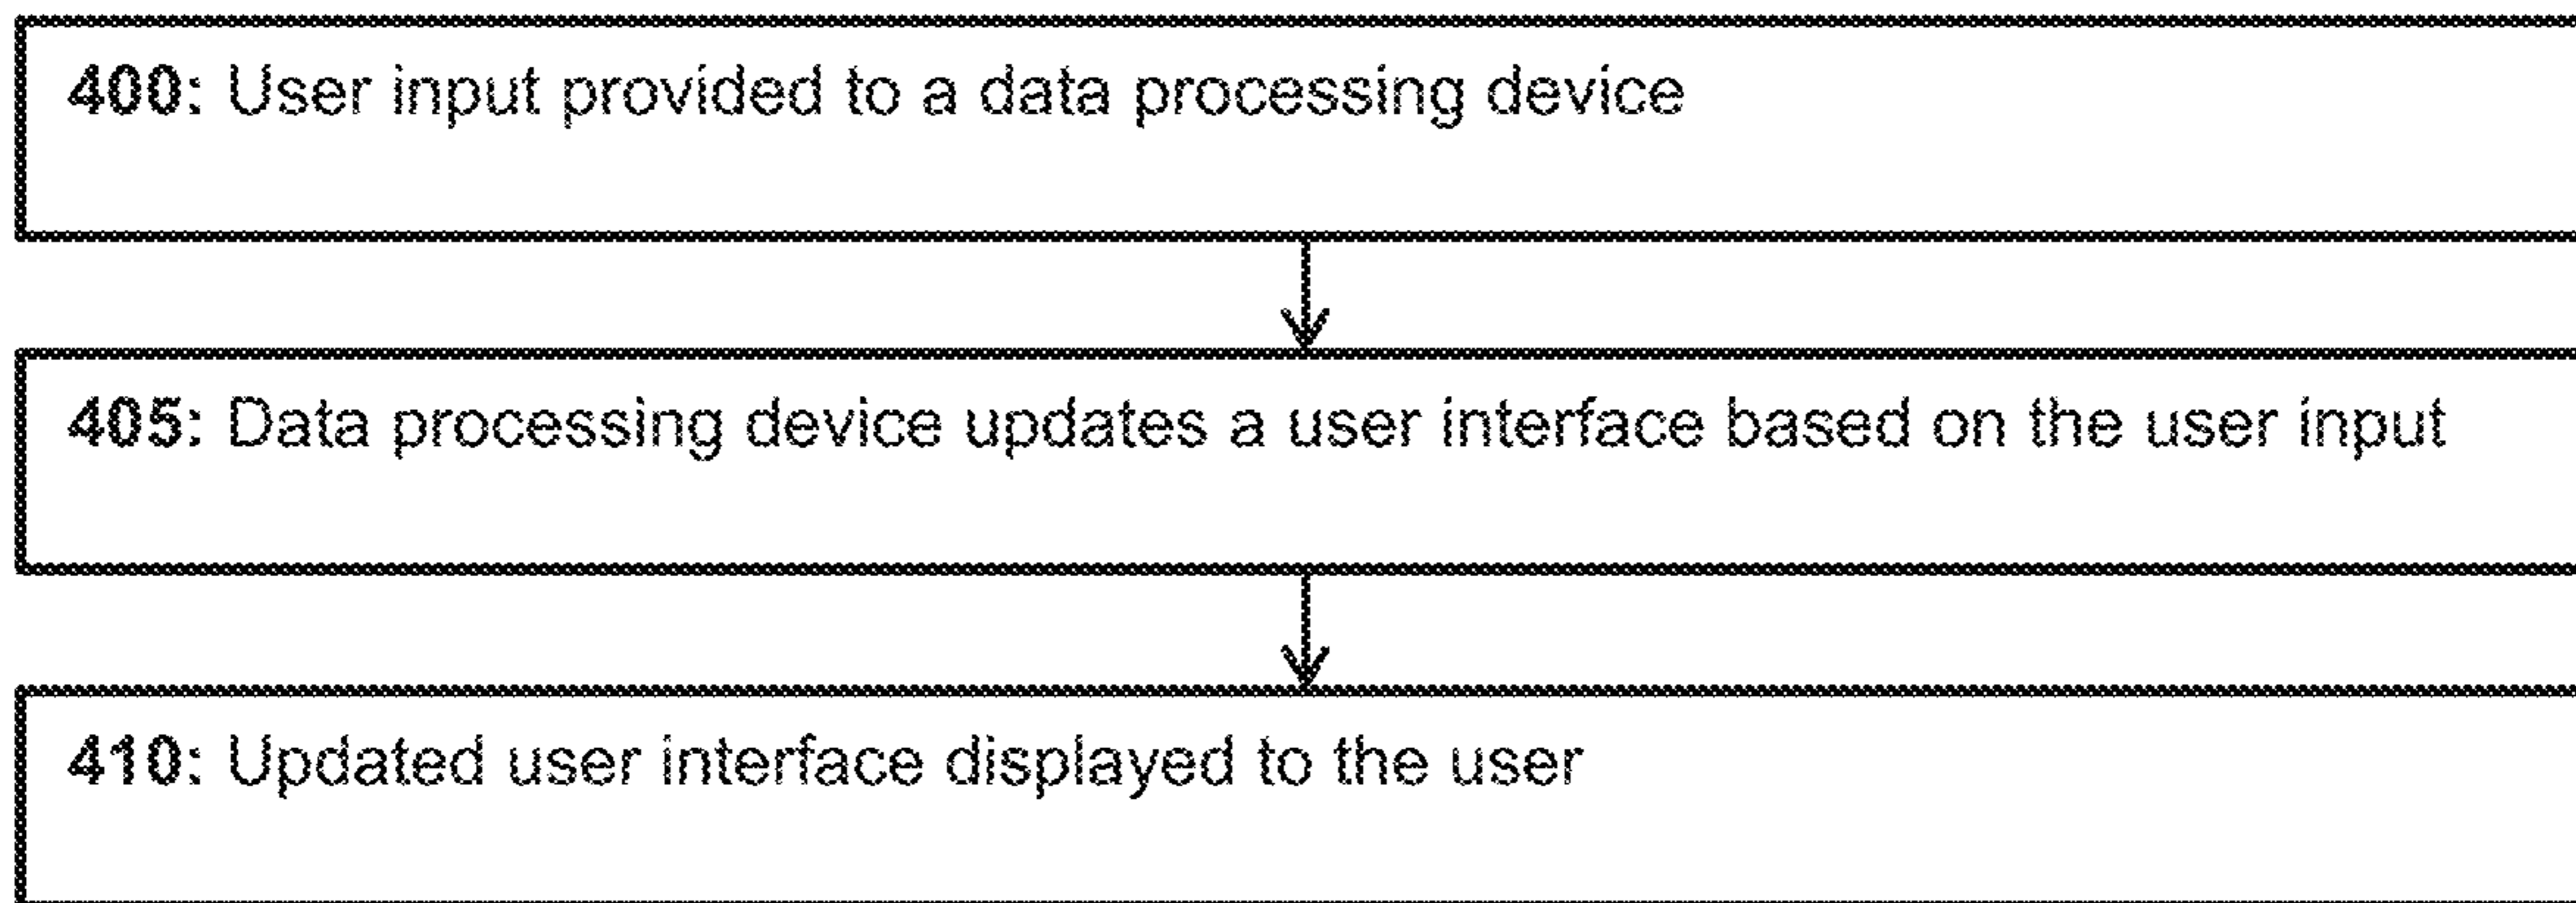 400: User input provided to a data processing device
405: Data processing device updates a user interface based on the user input
410: Updated user interface displayed to the user